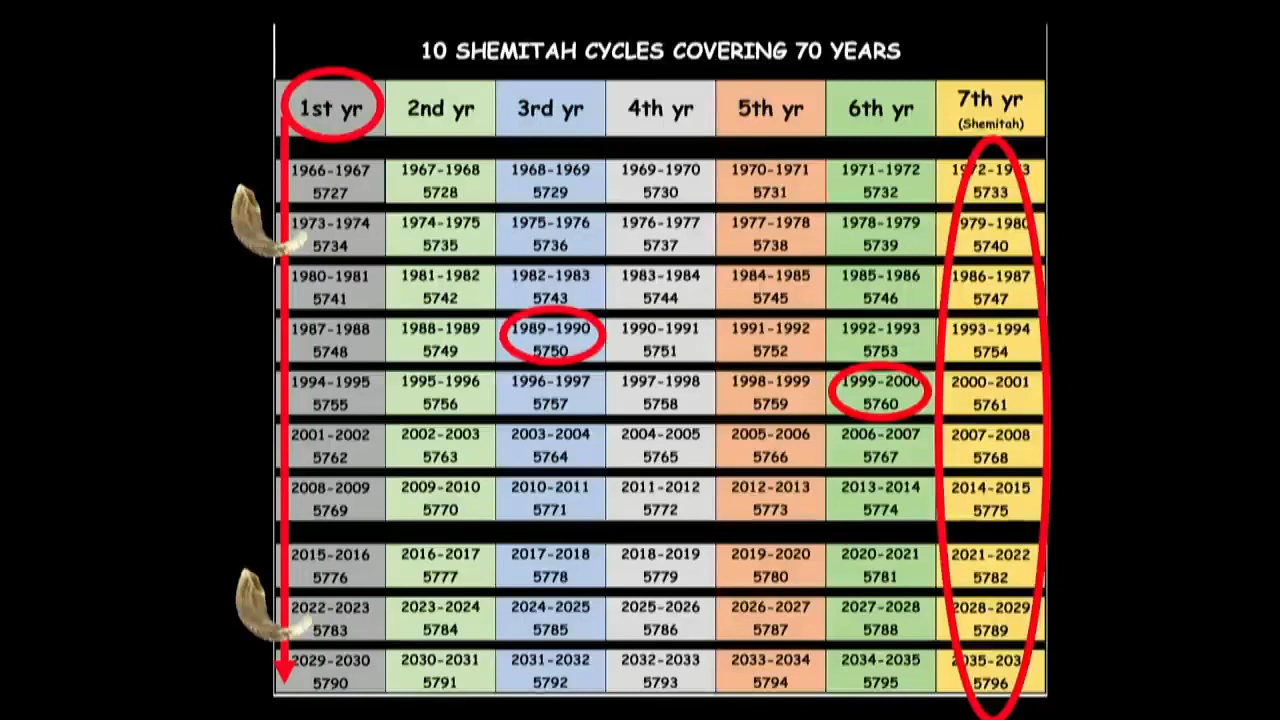 10 SHEMITAH CYCLES COVERING 70 YEARS
1st yr 2nd yr 3rd yr 4th yr 5th yr 6th yr 7th yr
(Shemitah)
1966-1967 1967-1968 1968-1969 1969-1970 1970-1971 1971-1972 1972-1973
5727 5728 5729 5730 5731 5732 5733
1973-1974 1974-1975 1975-1976 1976-1977 1977-1978 1978-1979 1979-1980
5734 5735 5736 5737 5738 5739 5740
1980-1981 1981-1982 1982-1983 1983-1984 1984-1985 1985-1986 1986-1987
5741 5742 5743 5744 5745 5746 5747
1987-1988 1988-1989 1989-1990 1990-1991 1991-1992 1992-1993 1993-1994
5748 5749 5750 5751 5752 5753 5754
1994-1995 1995-1996 1996-1997 1997-1998 1998-1999 1999-2000 2000-2001
5755 5756 5757 5758 5759 5760 5761
2001-2002 2002-2003 2003-2004 2004-2005 2005-2006 2006-2007 2007-2008
5762 5763 5764 5765 5766 5767 5768
2008-2009 2009-2010 2010-2011 2011-2012 2012-2013 2013-2014 2014-2015
5769 5770 5771 5772 5773 5774 5775
2015-2016 2016-2017 2017-2018 2018-2019 2019-2020 2020-2021 2021-2022
5776 5777 5778 5779 5780 5781 5782
2022-2023 2023-2024 2024-2025 2025-2026 2026-2027 2027-2028 2028-2029
5783 5784 5785 5786 5787 5788 5789
2029-2030 2030-2031 2031-2032 2032-2033 2033-2034 2034-2035 2035-2036
5790 5791 5792 5793 5794 5795 5796